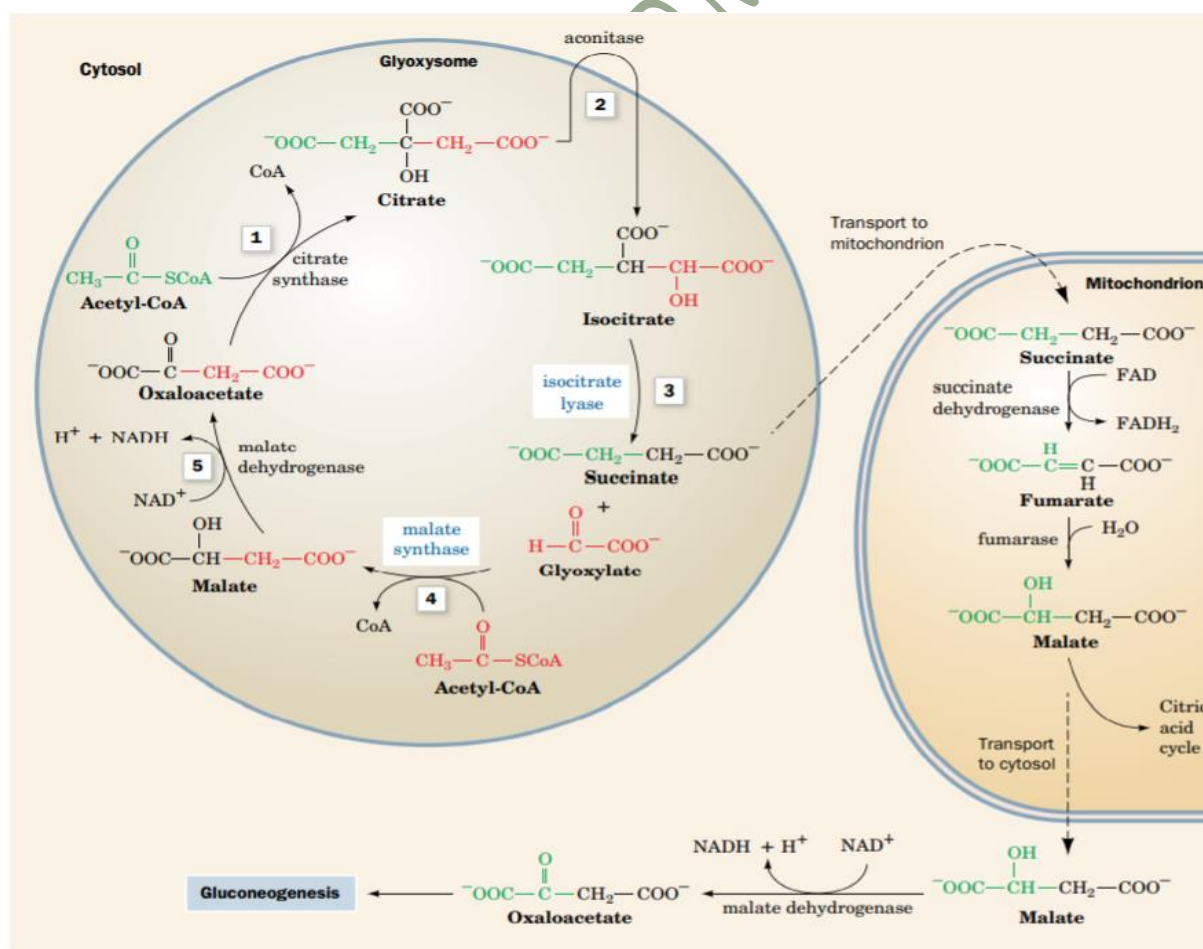 Cytosol
Glyoxysome
aconitase
2
COO⁻
⁻OOC—CH₂—C—CH₂—COO⁻
OH
Citrate
CoA
1
citrate
synthase
O
CH₃—C—SCoA
Acetyl-CoA
O
⁻OOC—C—CH₂—COO⁻
Oxaloacetate
H⁺ + NADH
5
malate
dehydrogenase
NAD⁺
OH
⁻OOC—CH—CH₂—COO⁻
Malate
COO⁻
⁻OOC—CH₂—CH—CH—COO⁻
OH
Isocitrate
isocitrate
lyase
3
⁻OOC—CH₂—CH₂—COO⁻
Succinate
+
O
H—C—COO⁻
Glyoxylate
malate
synthase
4
CoA
O
CH₃—C—SCoA
Acetyl-CoA
Transport to
mitochondrion
Mitochondrion
⁻OOC—CH₂—CH₂—COO⁻
Succinate
succinate
dehydrogenase
FAD
FADH₂
H
⁻OOC—C=C—COO⁻
H
Fumarate
fumarase
H₂O
OH
⁻OOC—CH—CH₂—COO⁻
Malate
Citric
acid
cycle
Transport
to cytosol
OH
⁻OOC—CH—CH₂—COO⁻
Malate
NADH + H⁺
NAD⁺
malate dehydrogenase
O
⁻OOC—C—CH₂—COO⁻
Oxaloacetate
Gluconeogenesis